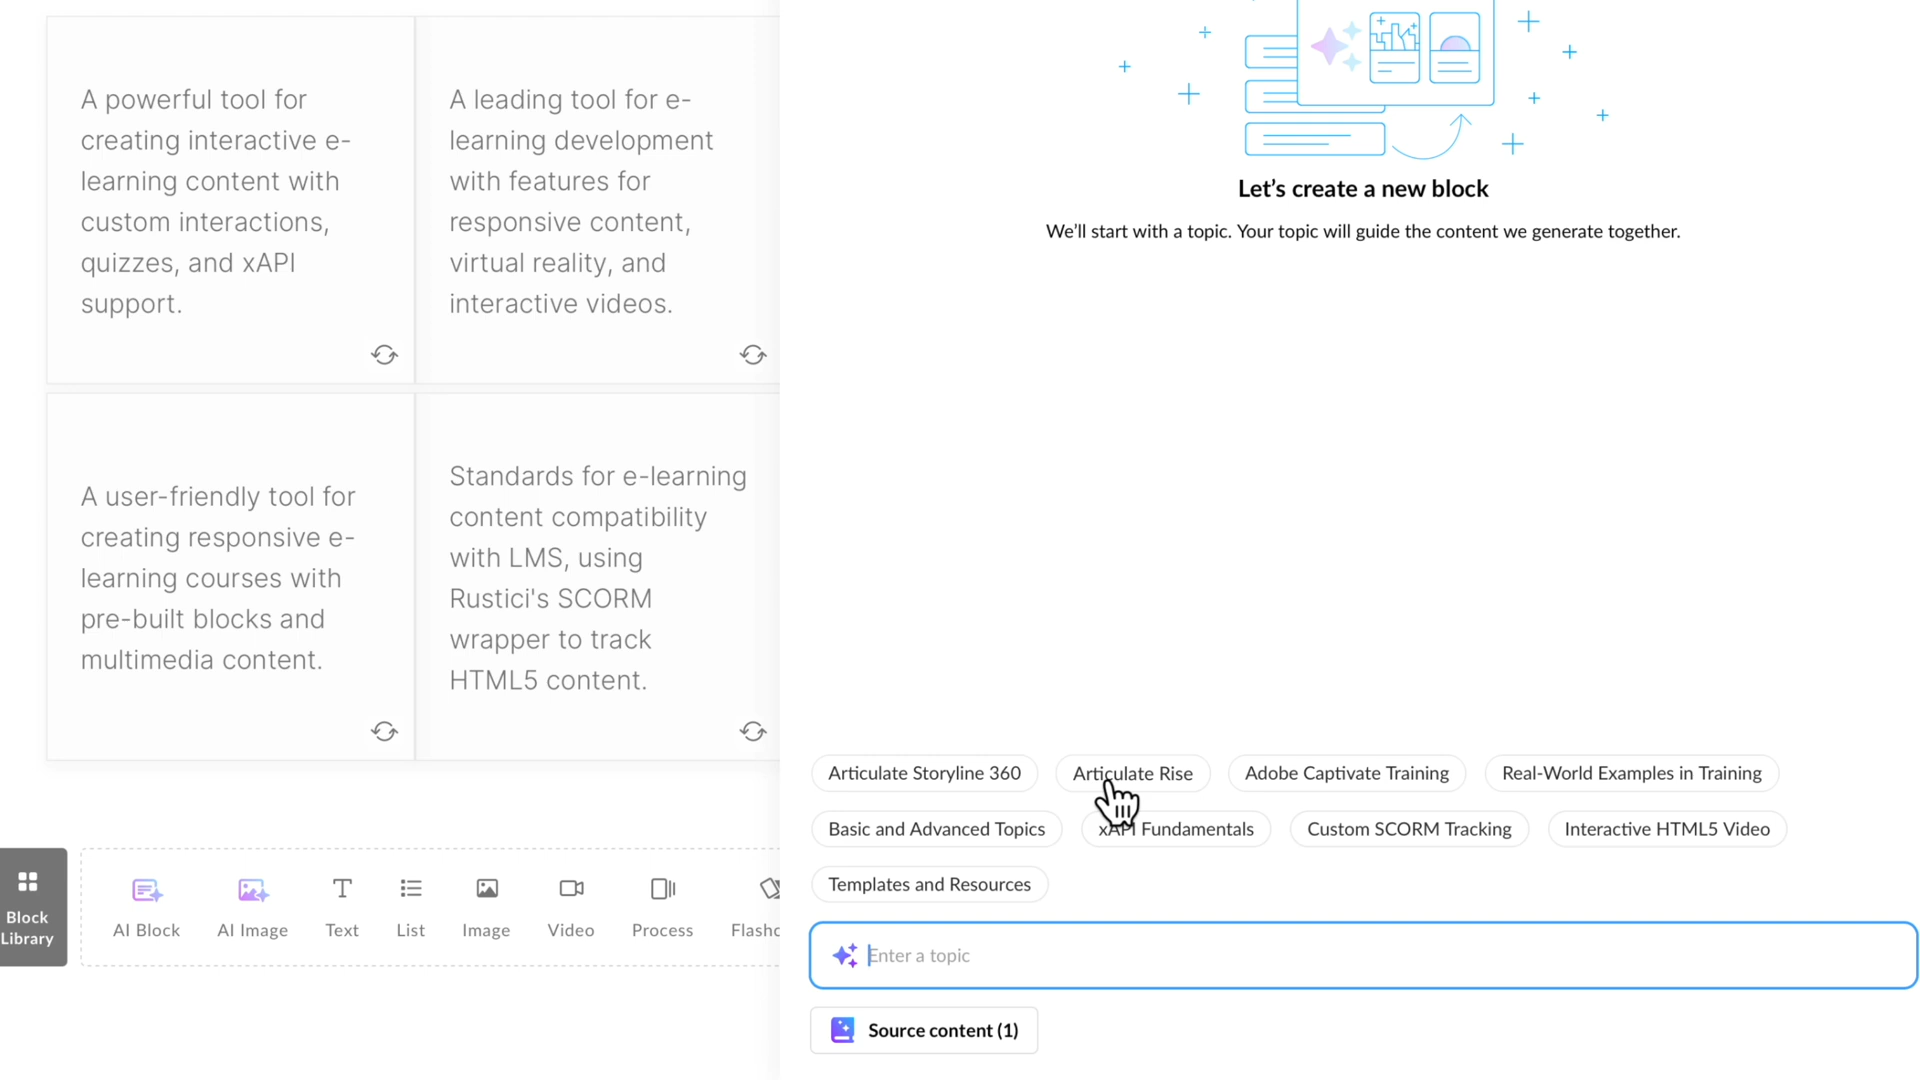 A powerful tool for
creating interactive e-
learning content with
custom interactions,
quizzes, and xAPI
support.
A leading tool for e-
learning development
with features for
responsive content,
virtual reality, and
interactive videos.
A user-friendly tool for
creating responsive e-
learning courses with
pre-built blocks and
multimedia content.
Standards for e-learning
content compatibility
with LMS, using
Rustici's SCORM
wrapper to track
HTML5 content.
Block
Library
AI Block
AI Image
Text
List
Image
Video
Process
Flashc
Let's create a new block
We'll start with a topic. Your topic will guide the content we generate together.
Articulate Storyline 360
Articulate Rise
Adobe Captivate Training
Real-World Examples in Training
Basic and Advanced Topics
xAPI Fundamentals
Custom SCORM Tracking
Interactive HTML5 Video
Templates and Resources
Enter a topic
Source content (1)